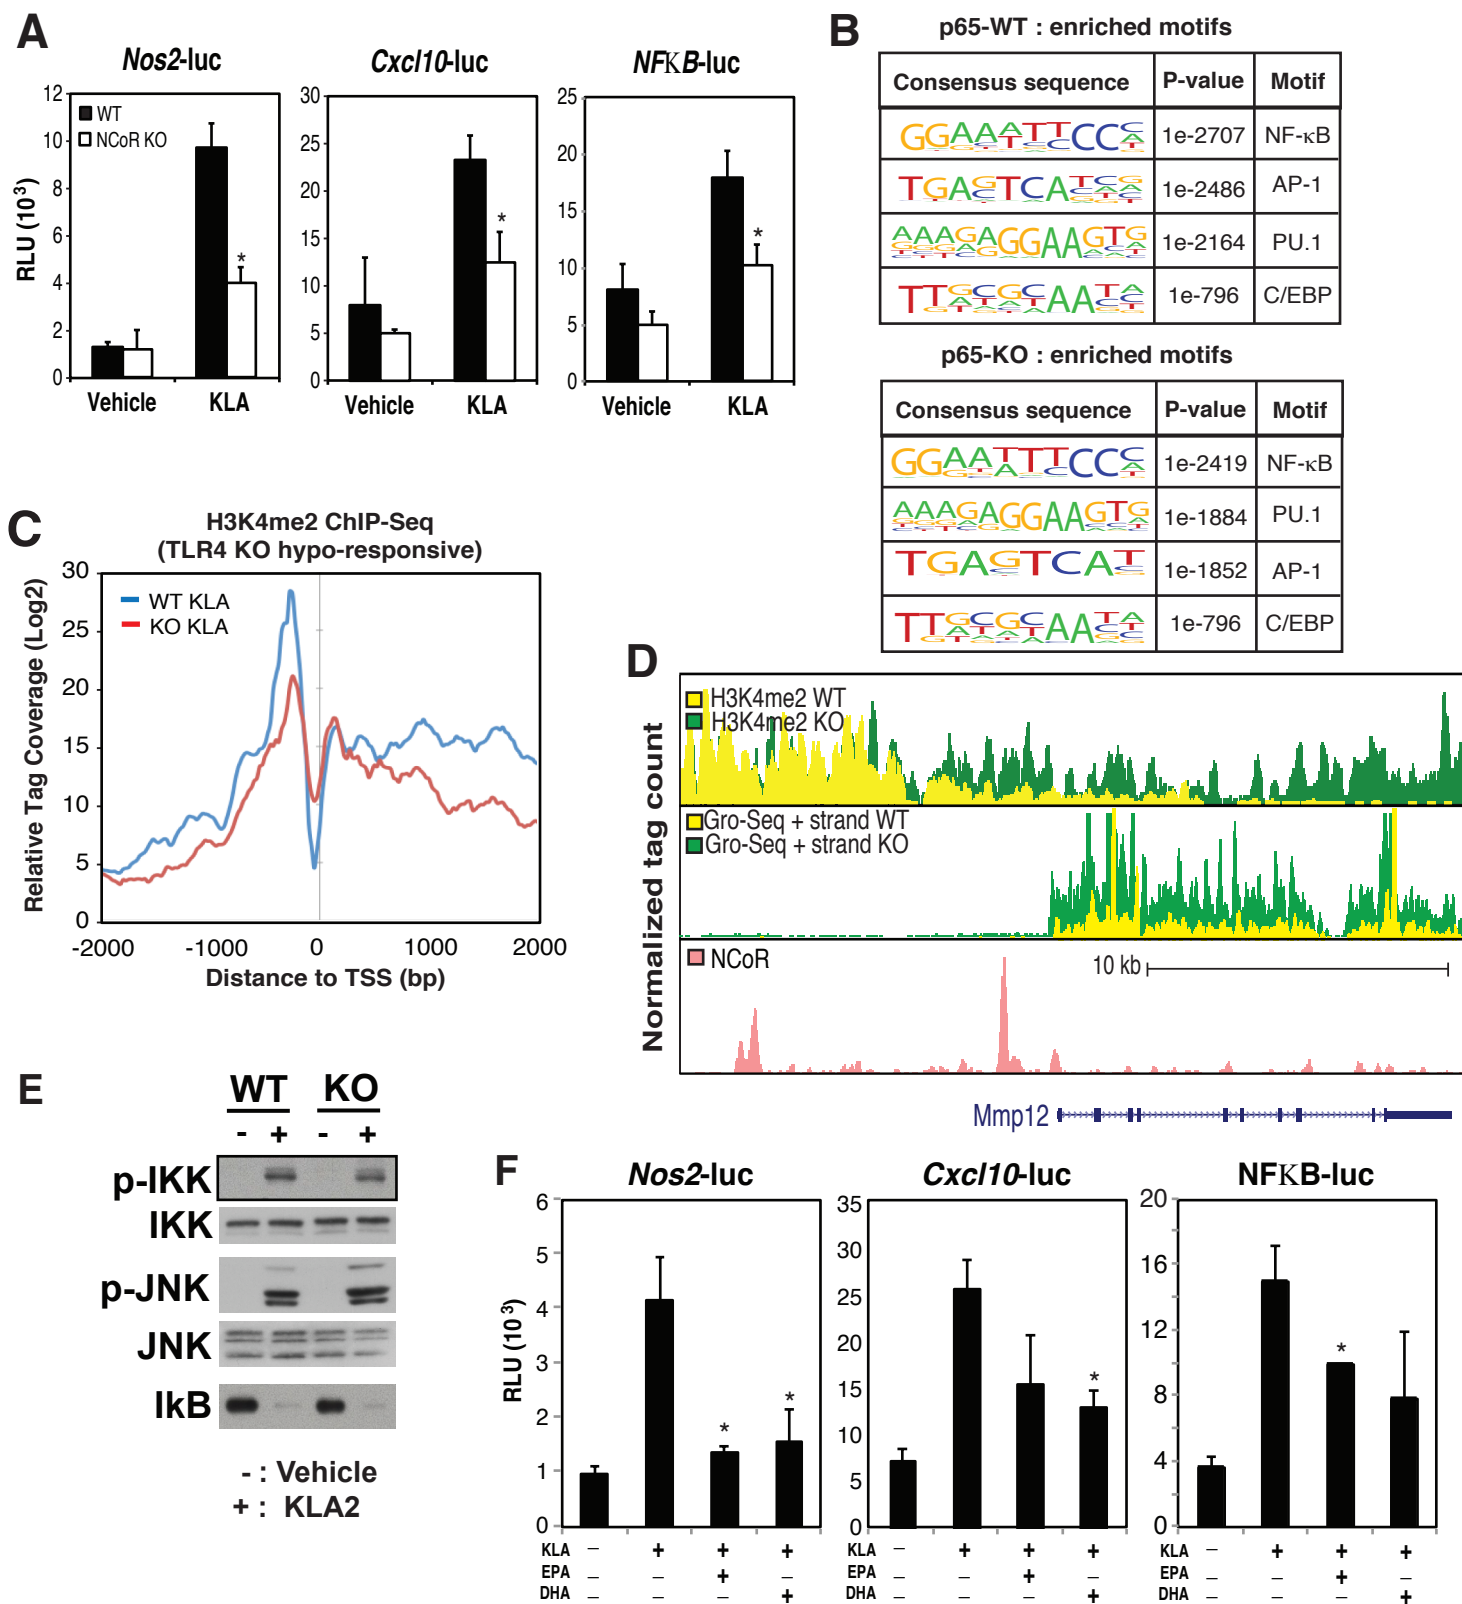 A
Nos2-luc
Cxcl10-luc
NFKB-luc
RLU (10³)
12
10
8
6
4
2
0
WT
NCoR KO
*
Vehicle
KLA
30
25
20
15
10
5
0
*
Vehicle
KLA
25
20
15
10
5
0
*
Vehicle
KLA
B
p65-WT : enriched motifs
Consensus sequence P-value Motif
GGAAATTCCC 1e-2707 NF-κB
TGAGTCATCG 1e-2486 AP-1
AAAGAGGAAGTG 1e-2164 PU.1
TTGCGCAATA 1e-796 C/EBP
p65-KO : enriched motifs
Consensus sequence P-value Motif
GGAATTTCCC 1e-2419 NF-κB
AAAGAGGAAGTG 1e-1884 PU.1
TGAGTCAT 1e-1852 AP-1
TTGCGCAATA 1e-796 C/EBP
C
H3K4me2 ChIP-Seq
(TLR4 KO hypo-responsive)
Relative Tag Coverage (Log2)
30
25
20
15
10
5
0
WT KLA
KO KLA
-2000 -1000 0 1000 2000
Distance to TSS (bp)
D
Normalized tag count
H3K4me2 WT
H3K4me2 KO
Gro-Seq + strand WT
Gro-Seq + strand KO
NCoR
10 kb
Mmp12
E
WT KO
- + - +
p-IKK
IKK
p-JNK
JNK
IkB
- : Vehicle
+ : KLA2
F
Nos2-luc
Cxcl10-luc
NFKB-luc
RLU (10³)
6
5
4
3
2
1
0
*
*
KLA – + + +
EPA – – + –
DHA – – – +
35
30
25
20
15
10
5
0
*
KLA – + + +
EPA – – + –
DHA – – – +
20
16
12
8
4
0
*
KLA – + + +
EPA – – + –
DHA – – – +